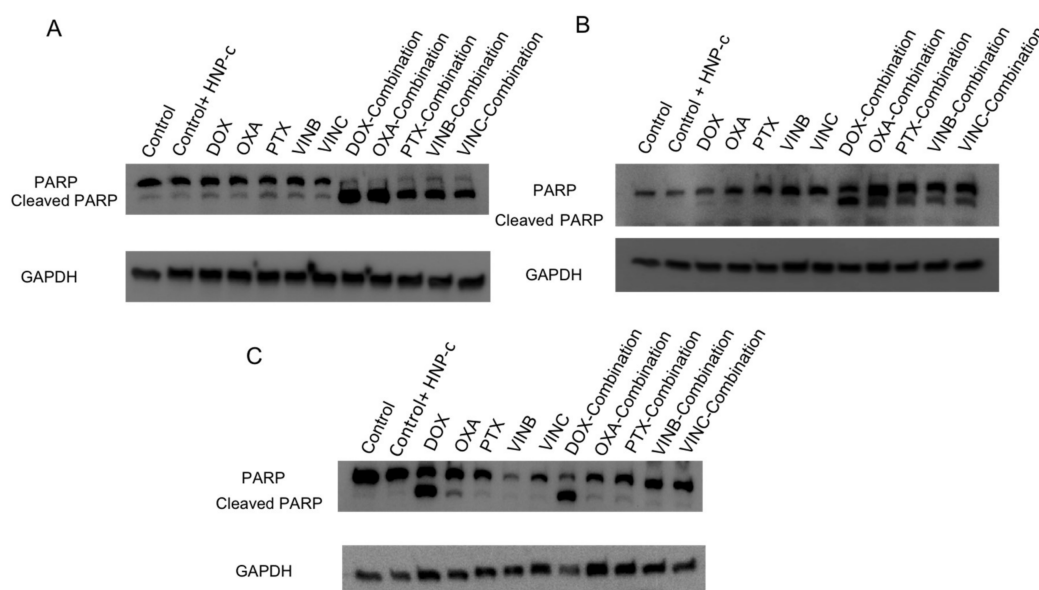 A
Control
Control+ HNP-c
DOX
OXA
PTX
VINB
VINC
DOX-Combination
OXA-Combination
PTX-Combination
VINB-Combination
VINC-Combination
PARP
Cleaved PARP
GAPDH
B
Control
Control + HNP-c
DOX
OXA
PTX
VINB
VINC
DOX-Combination
OXA-Combination
PTX-Combination
VINB-Combination
VINC-Combination
PARP
Cleaved PARP
GAPDH
C
Control
Control+ HNP-c
DOX
OXA
PTX
VINB
VINC
DOX-Combination
OXA-Combination
PTX-Combination
VINB-Combination
VINC-Combination
PARP
Cleaved PARP
GAPDH